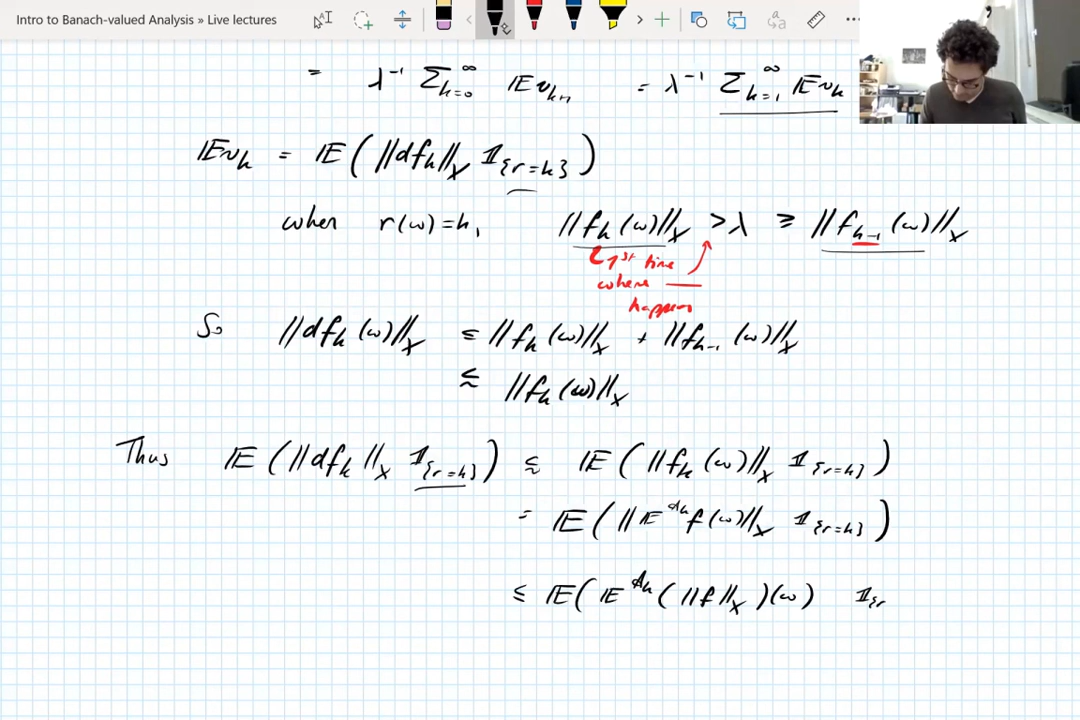 Intro to Banach-valued Analysis » Live lectures
= λ⁻¹ Σ_{k=0}^∞ 𝔼v_{k+1} = λ⁻¹ Σ_{k=1}^∞ 𝔼v_k
𝔼v_k = 𝔼(||df_k||_X 𝟙_{r=k})
when r(ω)=k, ||f_k(ω)||_X > λ ≥ ||f_{k-1}(ω)||_X
1st time
where
happens
So ||df_k(ω)||_X ≤ ||f_k(ω)||_X + ||f_{k-1}(ω)||_X
≲ ||f_k(ω)||_X
Thus 𝔼(||df_k||_X 𝟙_{r=k}) ≲ 𝔼(||f_k(ω)||_X 𝟙_{r=k})
= 𝔼(||𝔼^{A_k} f(ω)||_X 𝟙_{r=k})
≤ 𝔼(𝔼^{A_k}(||f||_X)(ω) 𝟙_{r